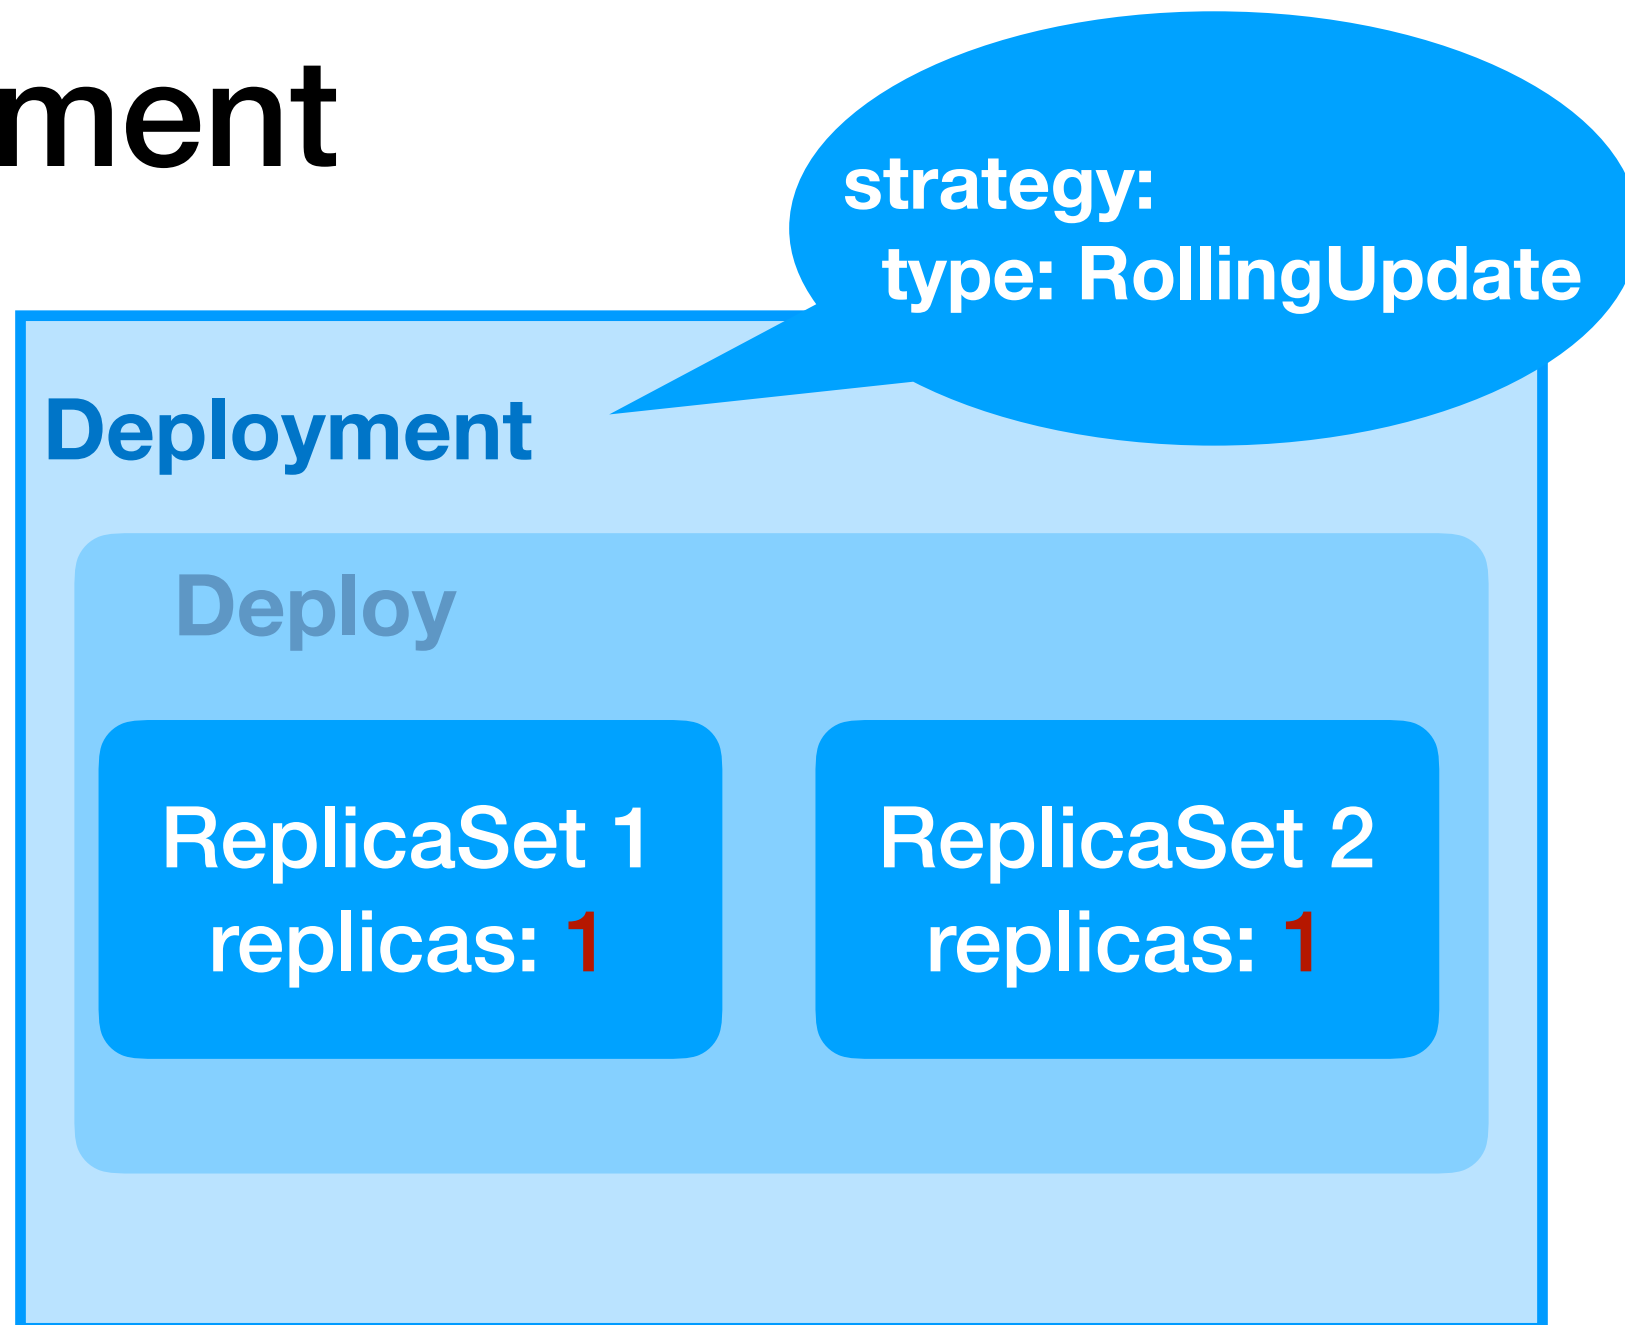 ment
strategy:
type: RollingUpdate
Deployment
Deploy
ReplicaSet 1
replicas: 1
ReplicaSet 2
replicas: 1